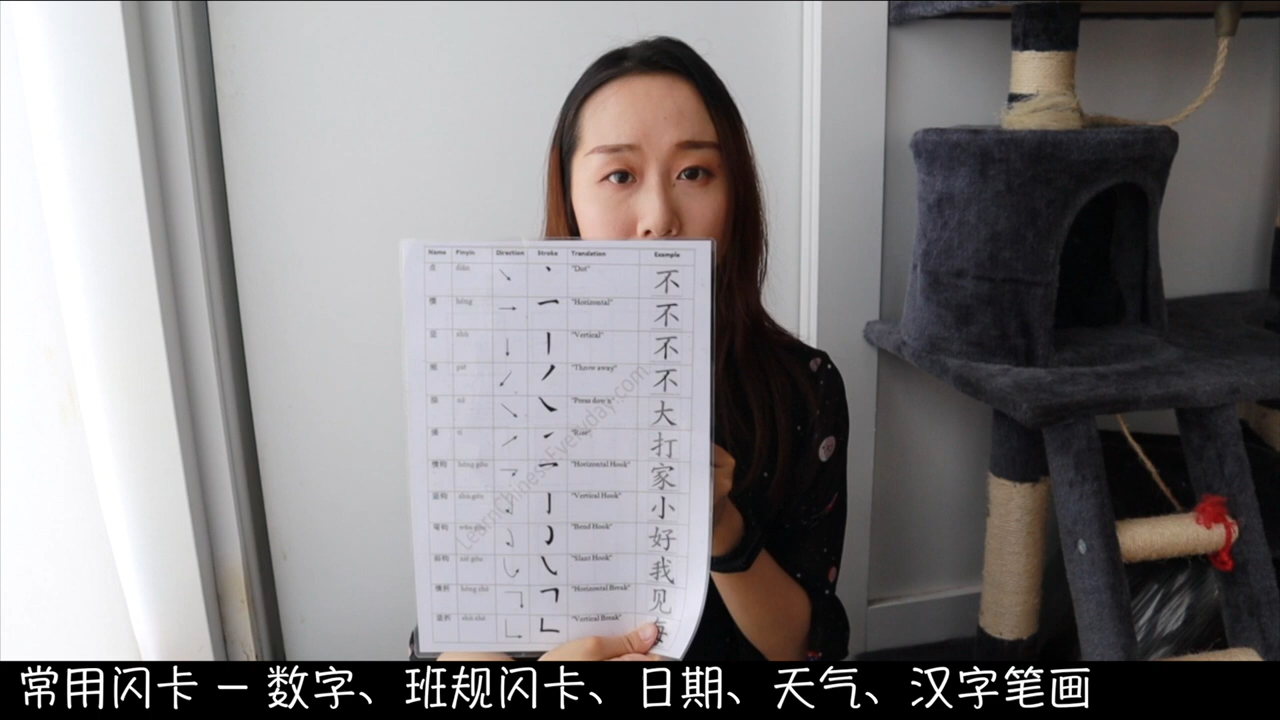 Name Pinyin Direction Stroke Translation Example
点 diǎn "Dot" 不
横 héng "Horizontal" 不
竖 shù "Vertical" 不
撇 piě "Throw away" 不
捺 nà "Press down" 大
提 tí 打
横钩 héng gōu "Horizontal Hook" 家
竖钩 shù gōu "Vertical Hook" 小
弯钩 wān gōu "Bend Hook" 好
斜钩 xié gōu "Slant Hook" 我
横折 héng zhé "Horizontal Break" 见
竖折 shù zhé "Vertical Break"
LearnChineseEveryday.com
常用闪卡 – 数字、班规闪卡、日期、天气、汉字笔画